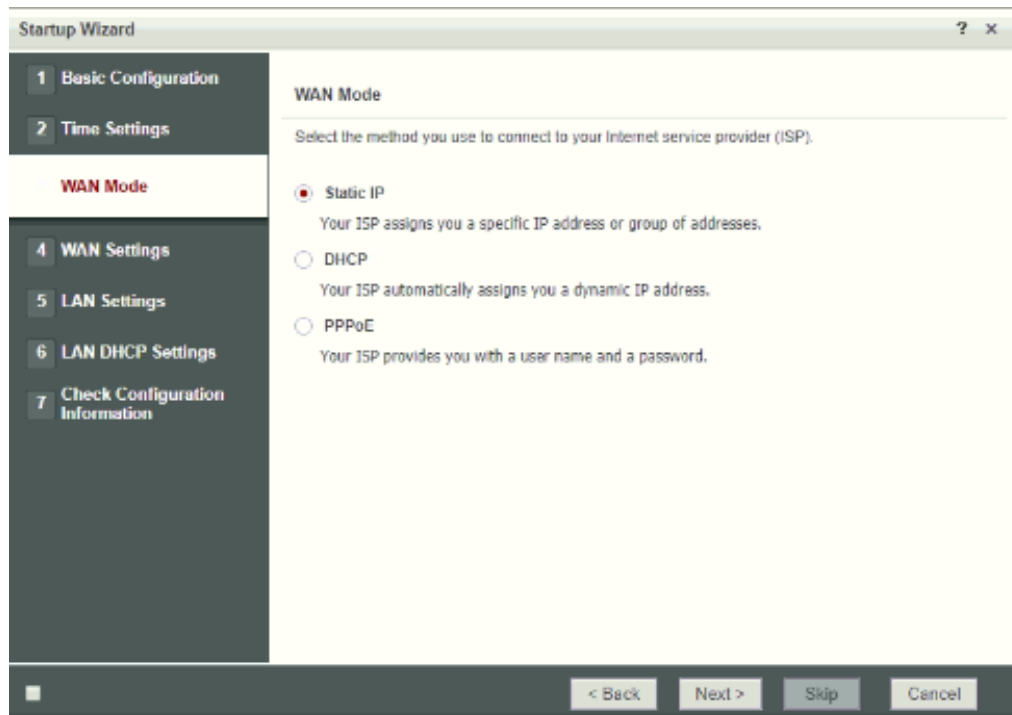 Startup Wizard ? x
1 Basic Configuration
2 Time Settings
WAN Mode
4 WAN Settings
5 LAN Settings
6 LAN DHCP Settings
7 Check Configuration
Information
WAN Mode
Select the method you use to connect to your Internet service provider (ISP).
Static IP
Your ISP assigns you a specific IP address or group of addresses.
DHCP
Your ISP automatically assigns you a dynamic IP address.
PPPoE
Your ISP provides you with a user name and a password.
< Back Next > Skip Cancel